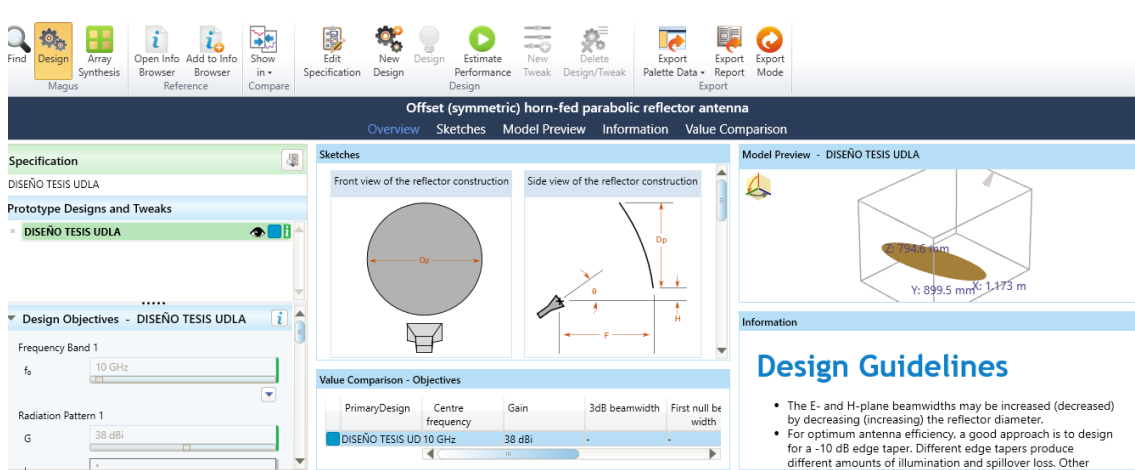 Find
Design
Array
Synthesis
Open Info
Browser
Add to Info
Browser
Show
in
Edit
Specification
New
Design
Design
Estimate
Performance
New
Tweak
Delete
Design/Tweak
Export
Palette Data
Export
Report
Export
Mode
Magus
Reference
Compare
Design
Export
Offset (symmetric) horn-fed parabolic reflector antenna
Overview Sketches Model Preview Information Value Comparison
Specification
DISEÑO TESIS UDLA
Prototype Designs and Tweaks
DISEÑO TESIS UDLA
Design Objectives - DISEÑO TESIS UDLA
Frequency Band 1
f₀ 10 GHz
Radiation Pattern 1
G 38 dBi
Sketches
Front view of the reflector construction
Dp
Side view of the reflector construction
Dp
θ
H
F
Value Comparison - Objectives
PrimaryDesign Centre frequency Gain 3dB beamwidth First null be width
DISEÑO TESIS UD 10 GHz 38 dBi - -
Model Preview - DISEÑO TESIS UDLA
Z: 794.6 mm
Y: 899.5 mm
X: 1.173 m
Information
Design Guidelines
• The E- and H-plane beamwidths may be increased (decreased)
by decreasing (increasing) the reflector diameter.
• For optimum antenna efficiency, a good approach is to design
for a -10 dB edge taper. Different edge tapers produce
different amounts of illumination and spillover loss. Other